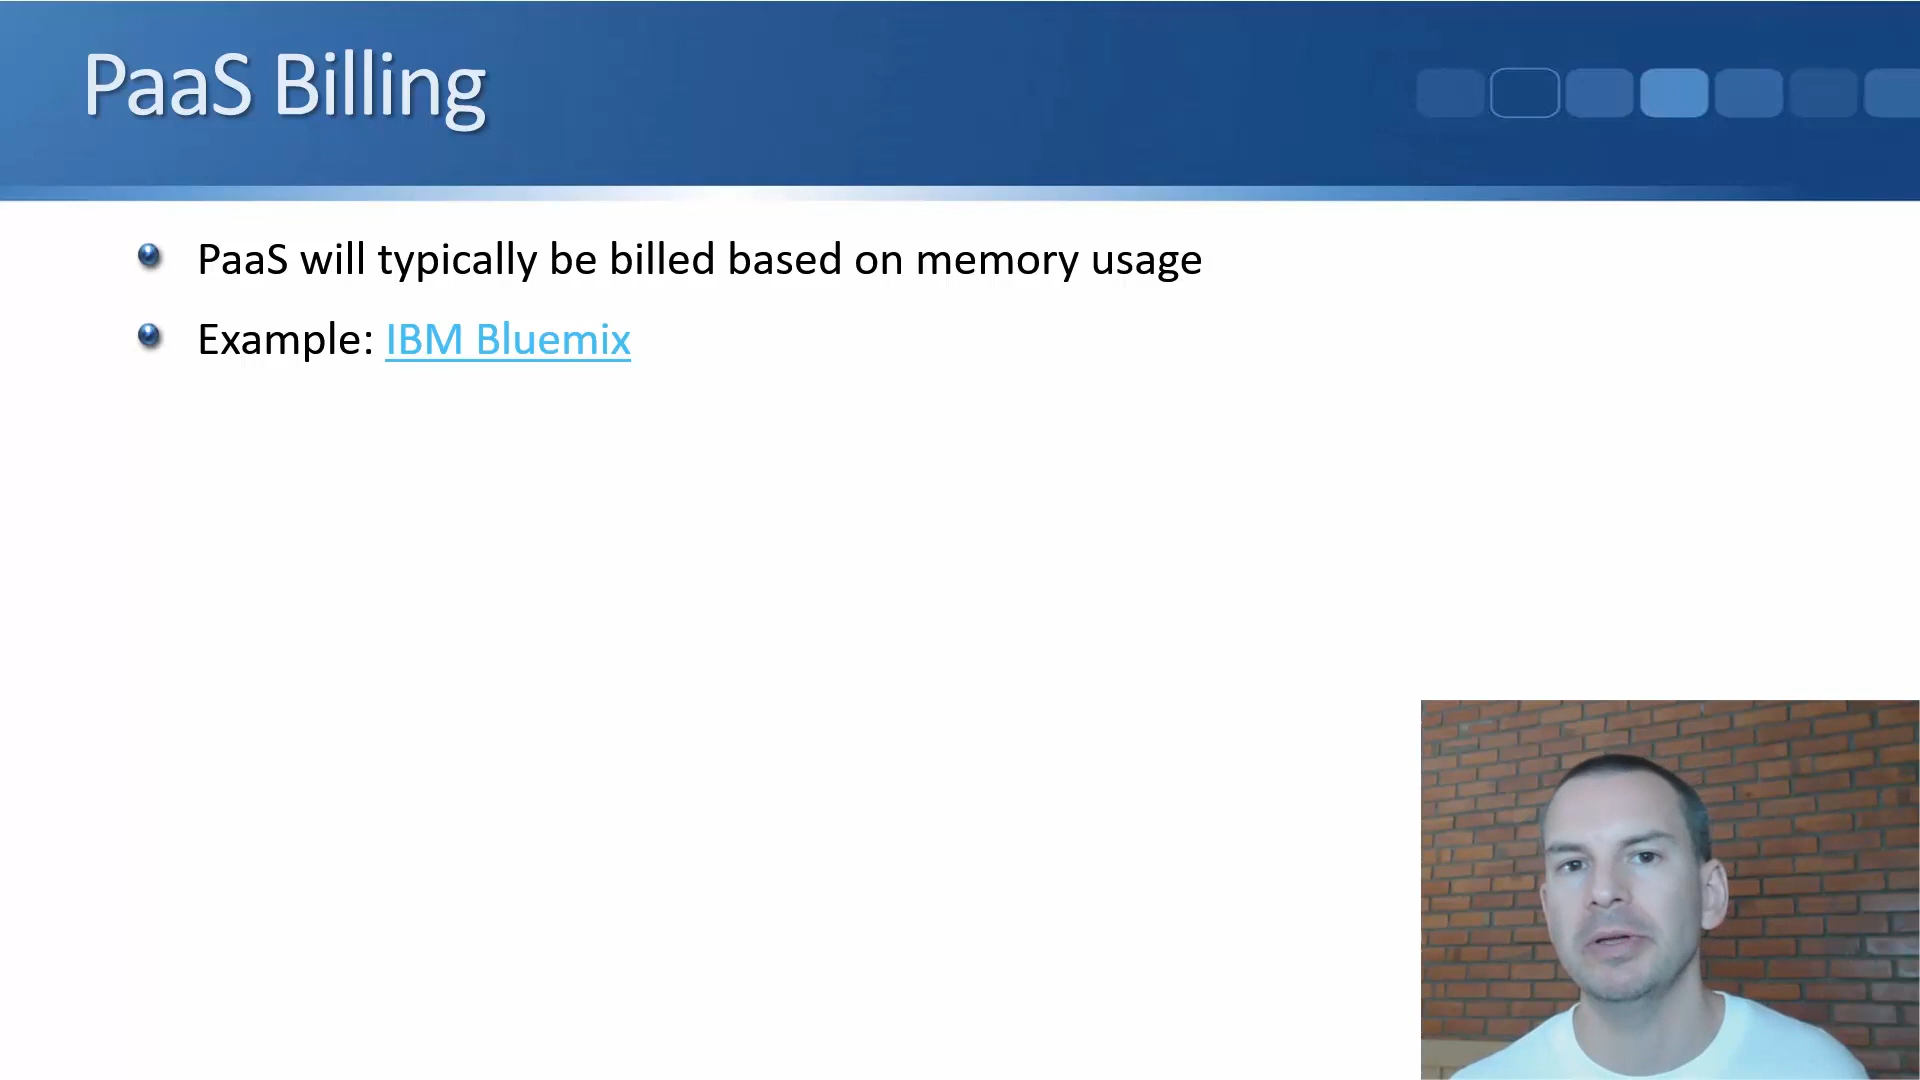 PaaS Billing
PaaS will typically be billed based on memory usage
Example: IBM Bluemix